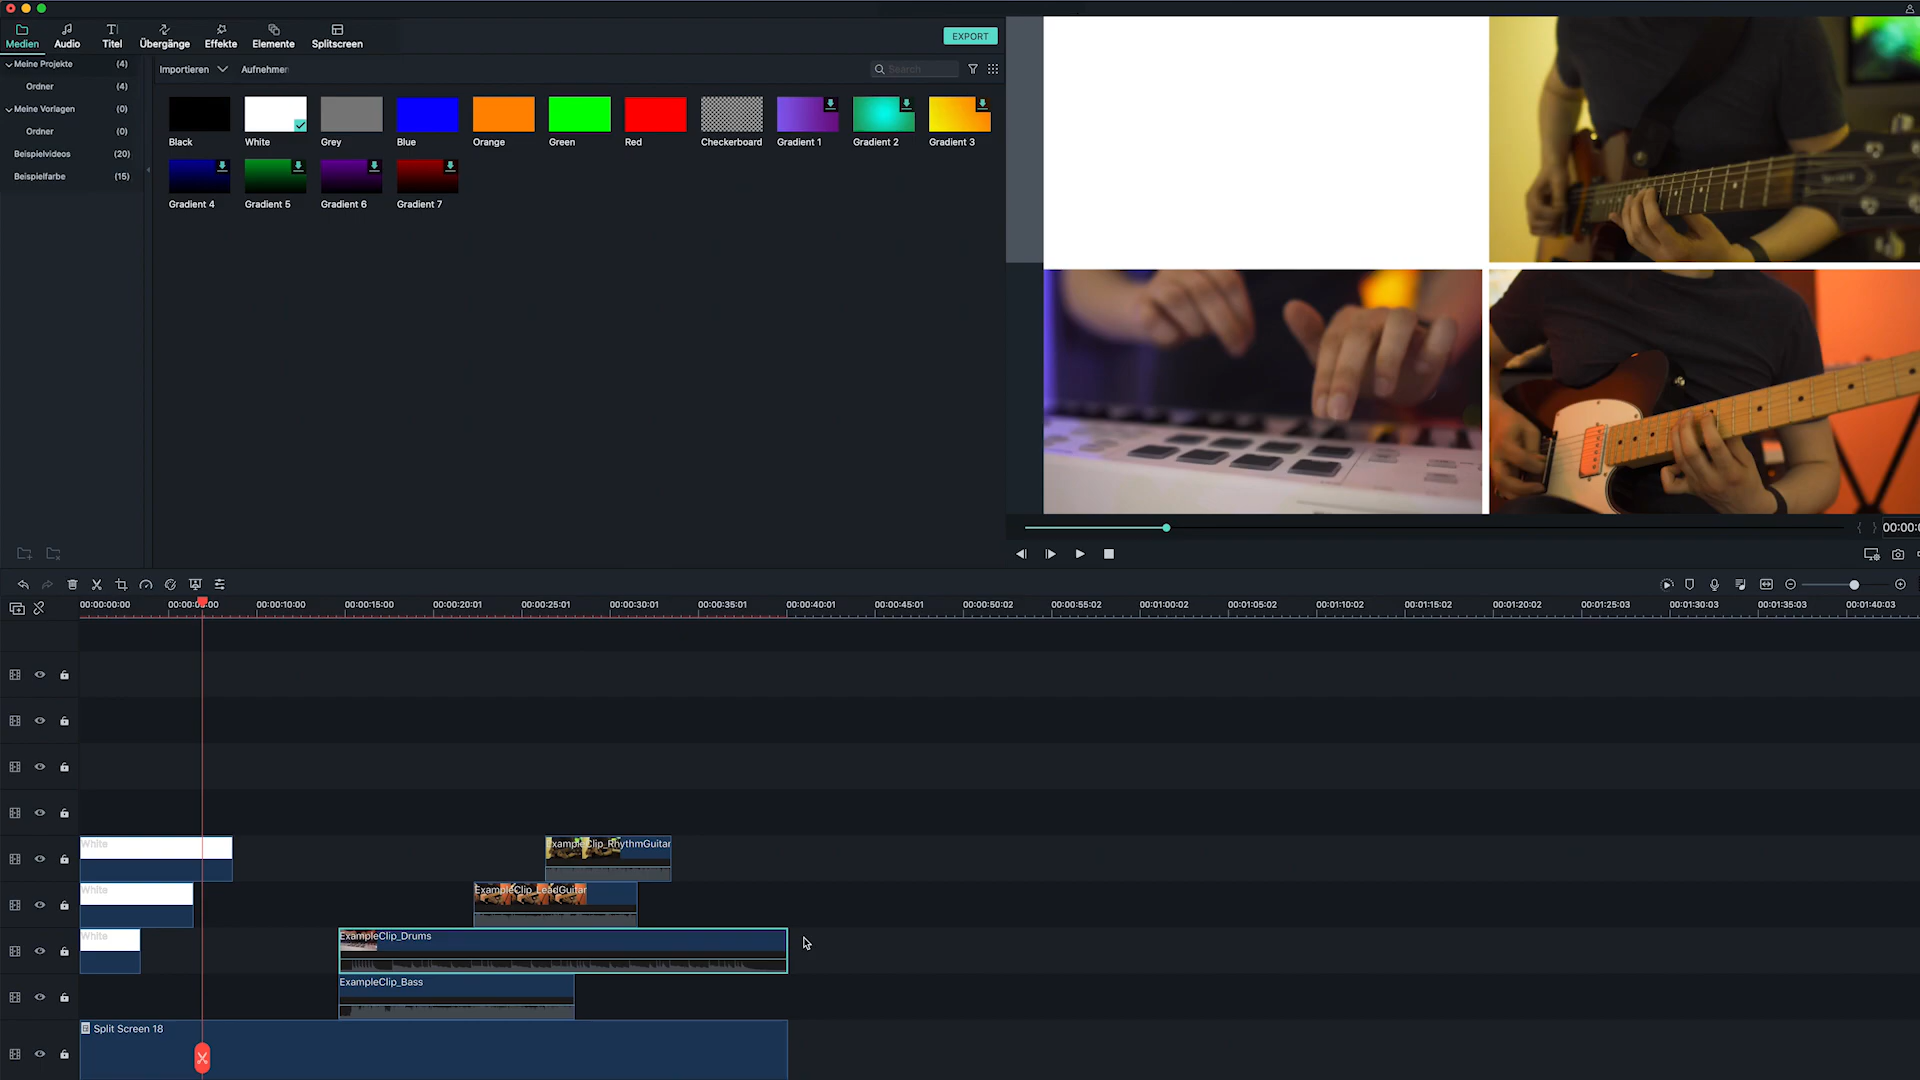 Medien
Audio
Titel
Übergänge
Effekte
Elemente
Splitscreen
EXPORT
Meine Projekte (4)
Ordner (4)
Meine Vorlagen (0)
Ordner (0)
Beispielvideos (20)
Beispielfarbe (15)
Importieren
Aufnehmen
Search
Black
White
Grey
Blue
Orange
Green
Red
Checkerboard
Gradient 1
Gradient 2
Gradient 3
Gradient 4
Gradient 5
Gradient 6
Gradient 7
00:00:0
00:00:00:00
00:00:10:00
00:00:15:00
00:00:20:01
00:00:25:01
00:00:30:01
00:00:35:01
00:00:40:01
00:00:45:01
00:00:50:02
00:00:55:02
00:01:00:02
00:01:05:02
00:01:10:02
00:01:15:02
00:01:20:02
00:01:25:03
00:01:30:03
00:01:35:03
00:01:40:03
White
ExampleClip_RhythmGuitar
White
ExampleClip_LeadGuitar
White
ExampleClip_Drums
ExampleClip_Bass
Split Screen 18